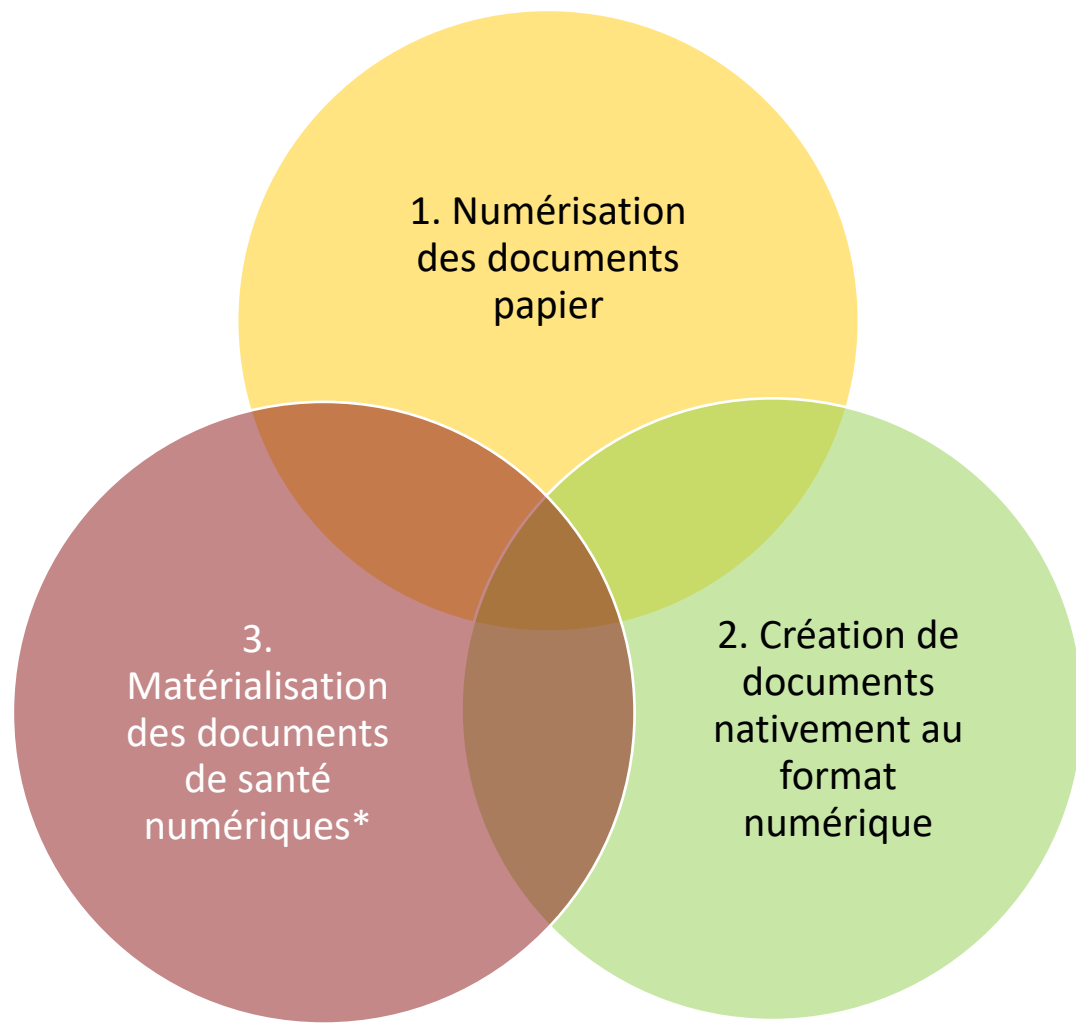 1. Numérisation
des documents
papier
3.
Matérialisation
des documents
de santé
numériques*
2. Création de
documents
nativement au
format
numérique